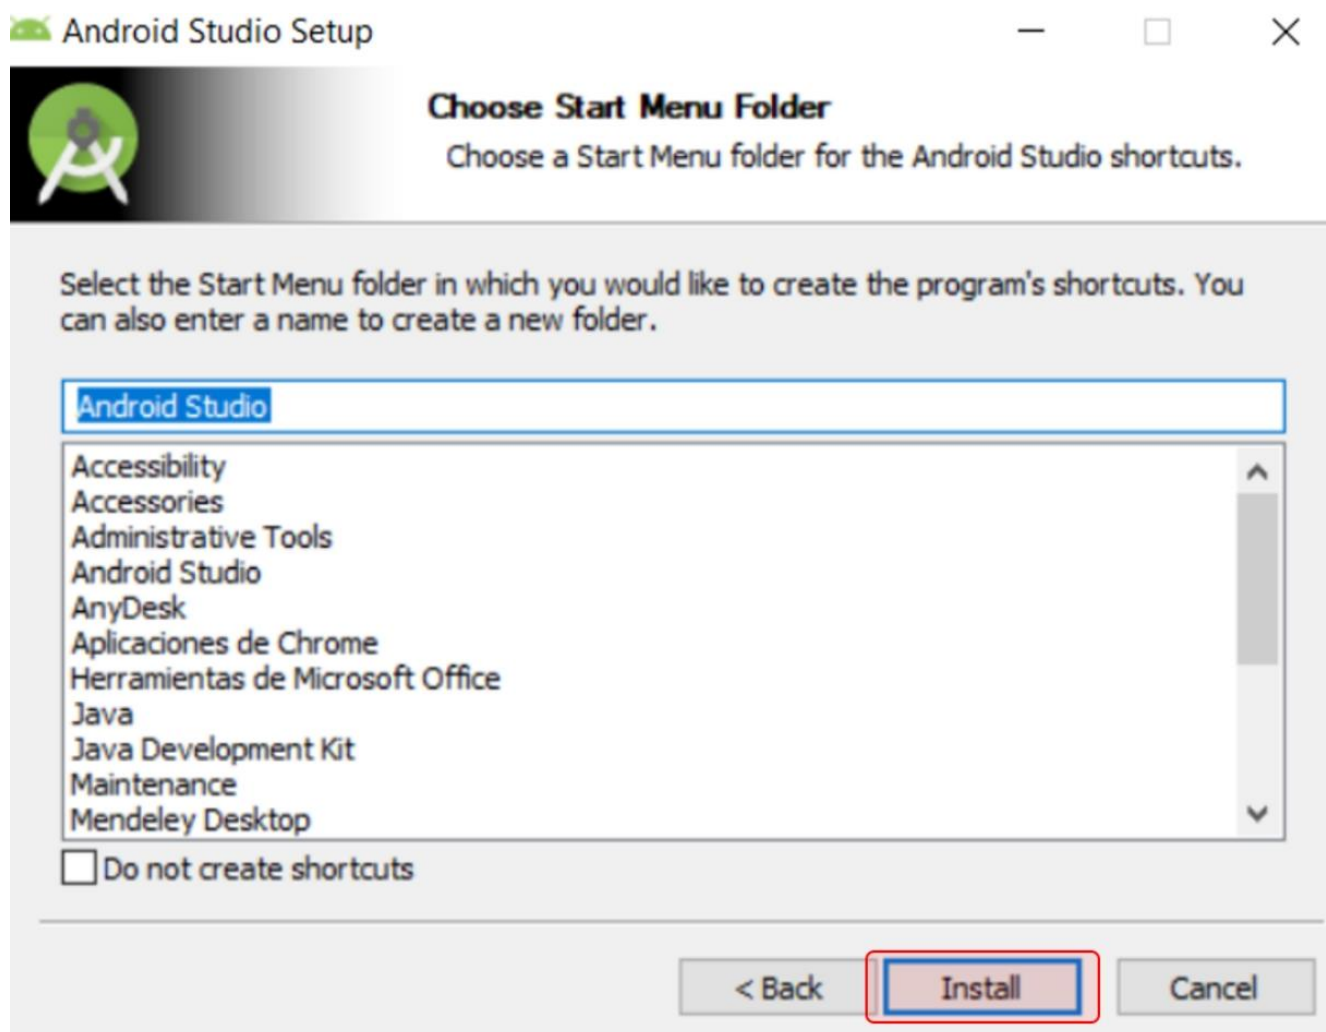 Android Studio Setup
Choose Start Menu Folder
Choose a Start Menu folder for the Android Studio shortcuts.
Select the Start Menu folder in which you would like to create the program's shortcuts. You
can also enter a name to create a new folder.
Android Studio
Accessibility
Accessories
Administrative Tools
Android Studio
AnyDesk
Aplicaciones de Chrome
Herramientas de Microsoft Office
Java
Java Development Kit
Maintenance
Mendeley Desktop
Do not create shortcuts
< Back Install Cancel